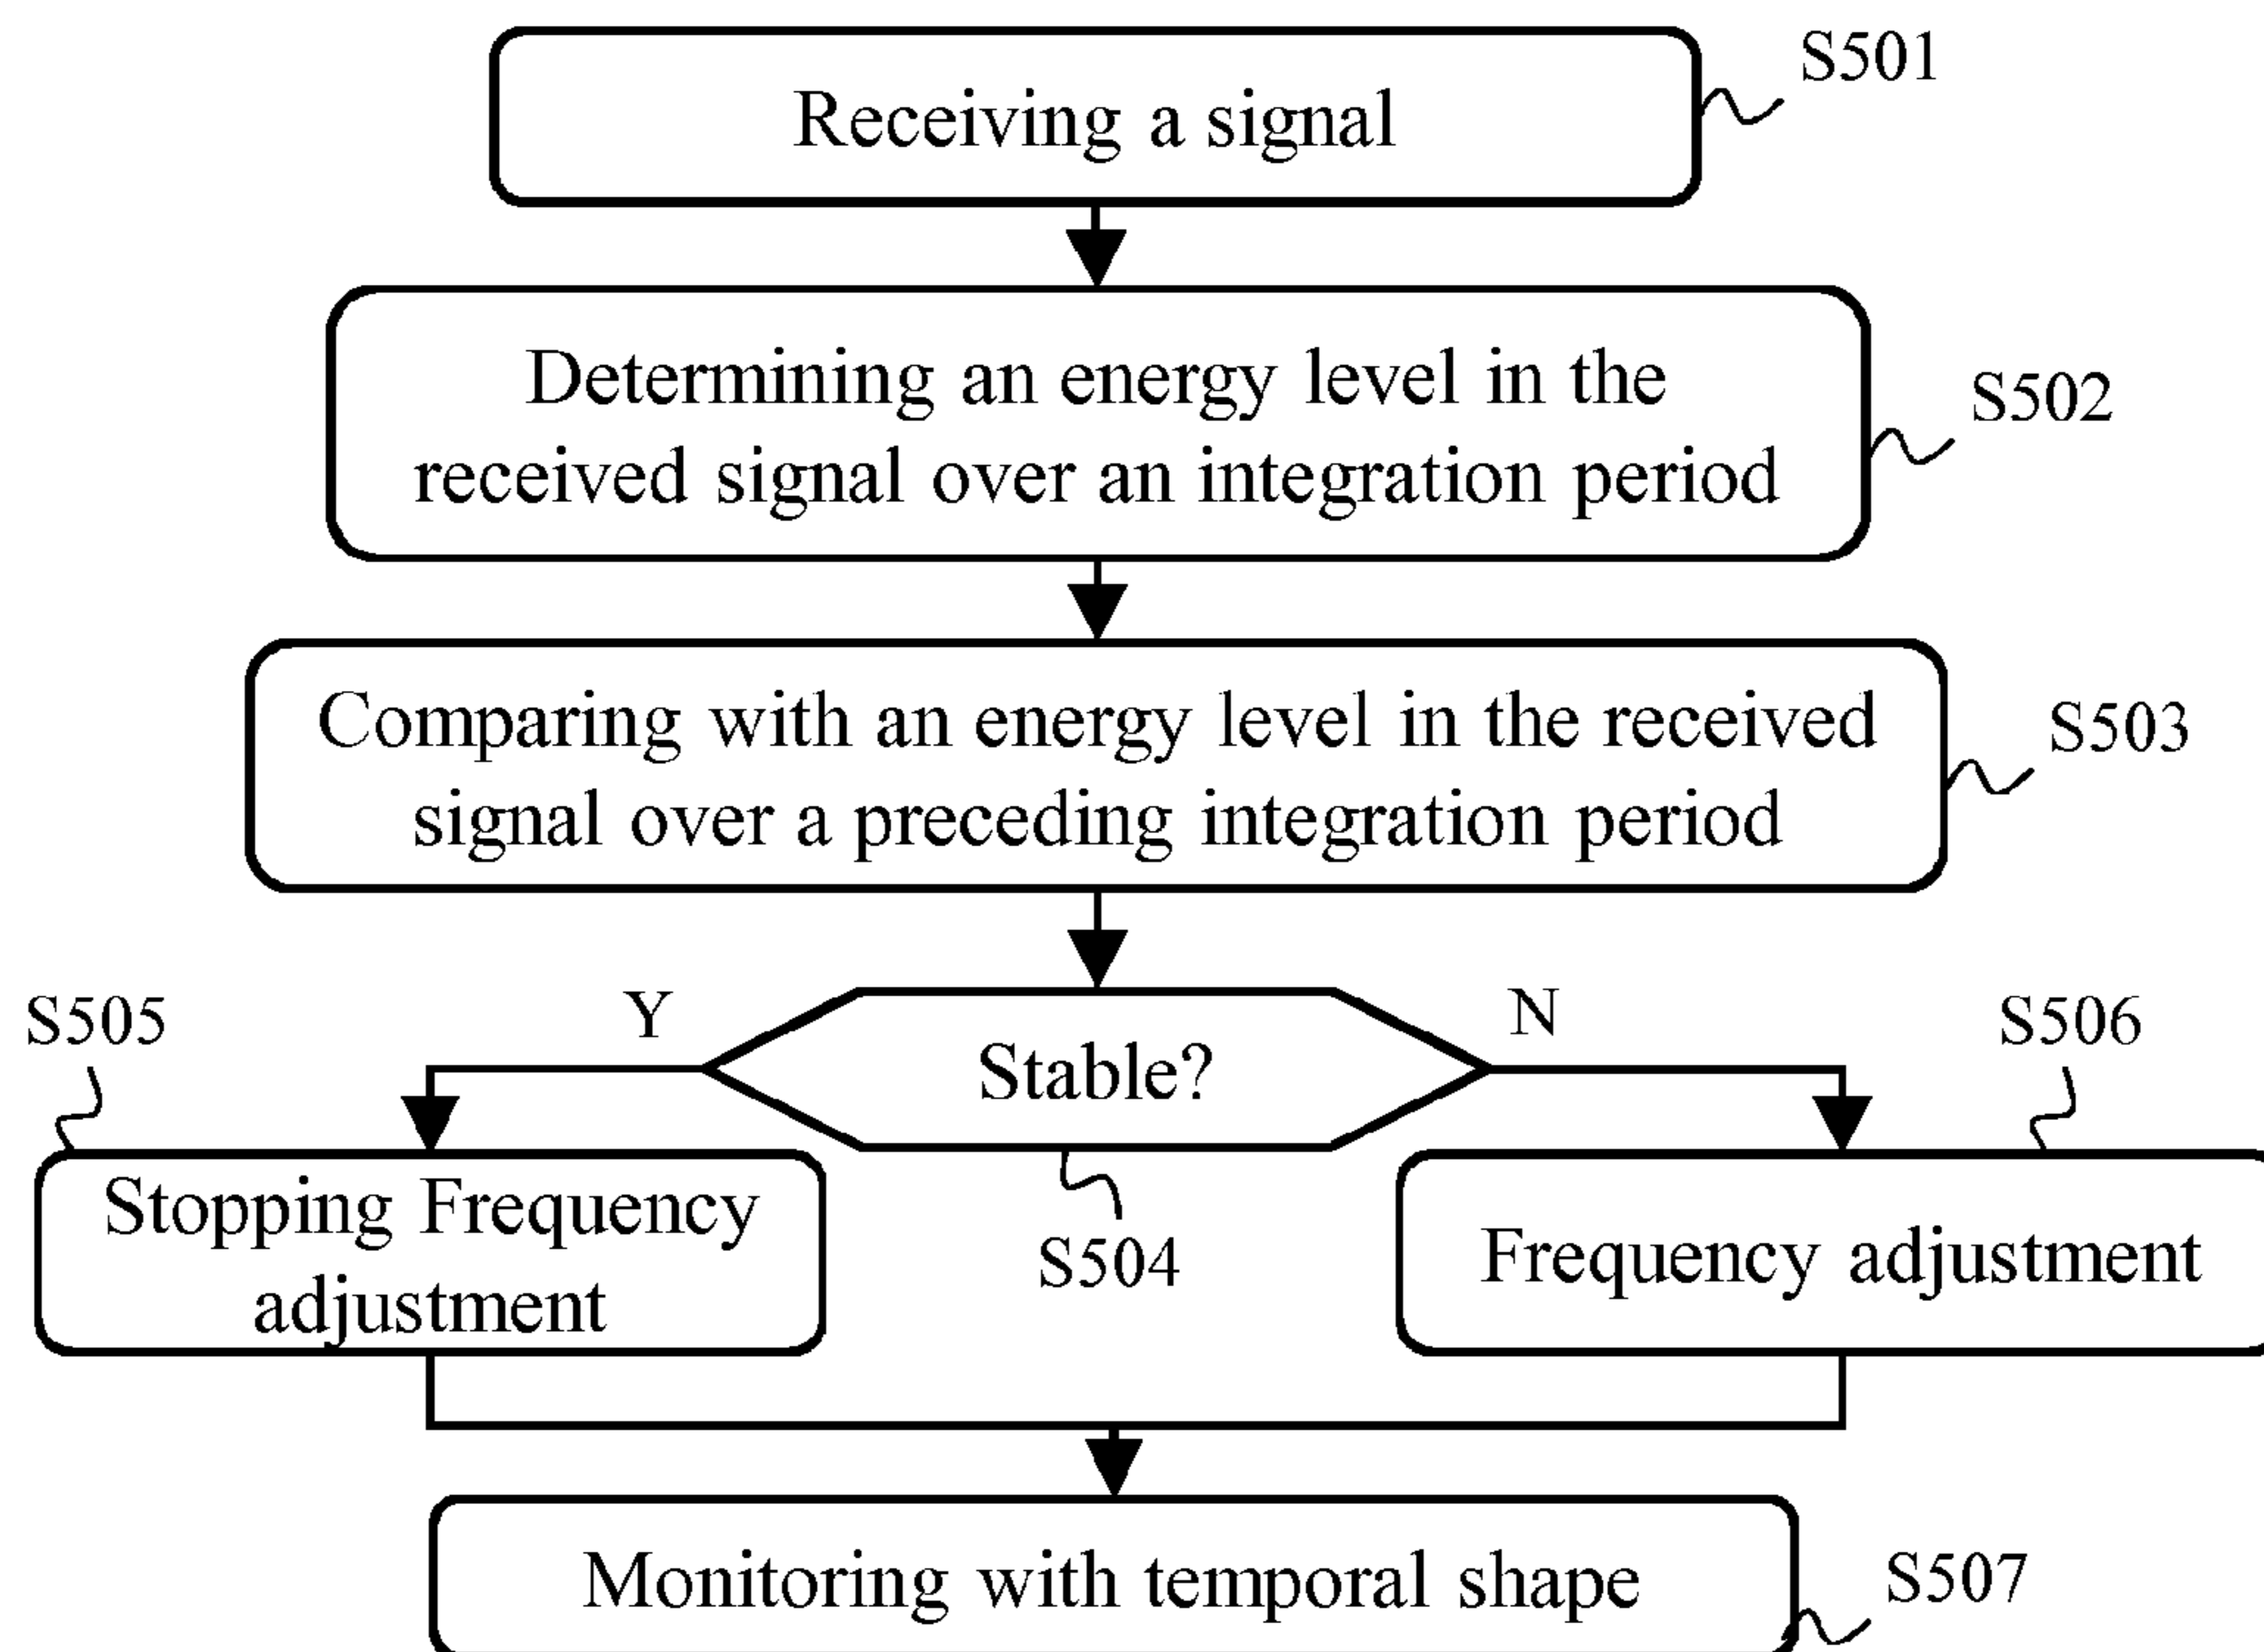 Receiving a signal
S501
Determining an energy level in the
received signal over an integration period
S502
Comparing with an energy level in the received
signal over a preceding integration period
S503
S505
Y
Stable?
N
S506
S504
Stopping Frequency
adjustment
Frequency adjustment
Monitoring with temporal shape
S507